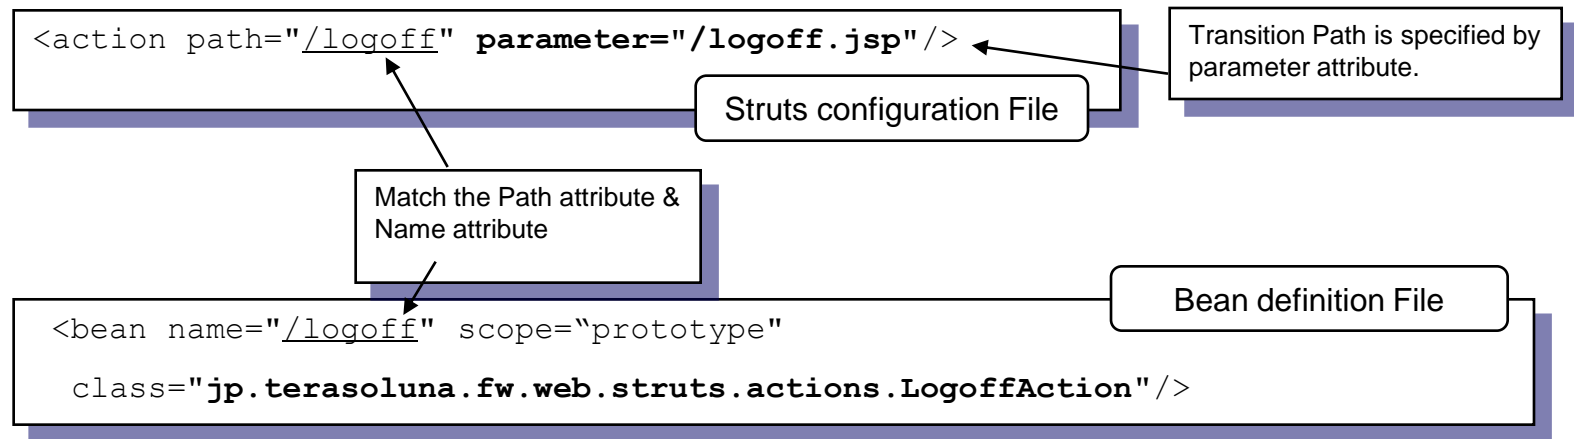 <action path="/logoff" parameter="/logoff.jsp"/>
Transition Path is specified by
parameter attribute.
Struts configuration File
Match the Path attribute &
Name attribute
Bean definition File
<bean name="/logoff" scope=“prototype"
class="jp.terasoluna.fw.web.struts.actions.LogoffAction"/>